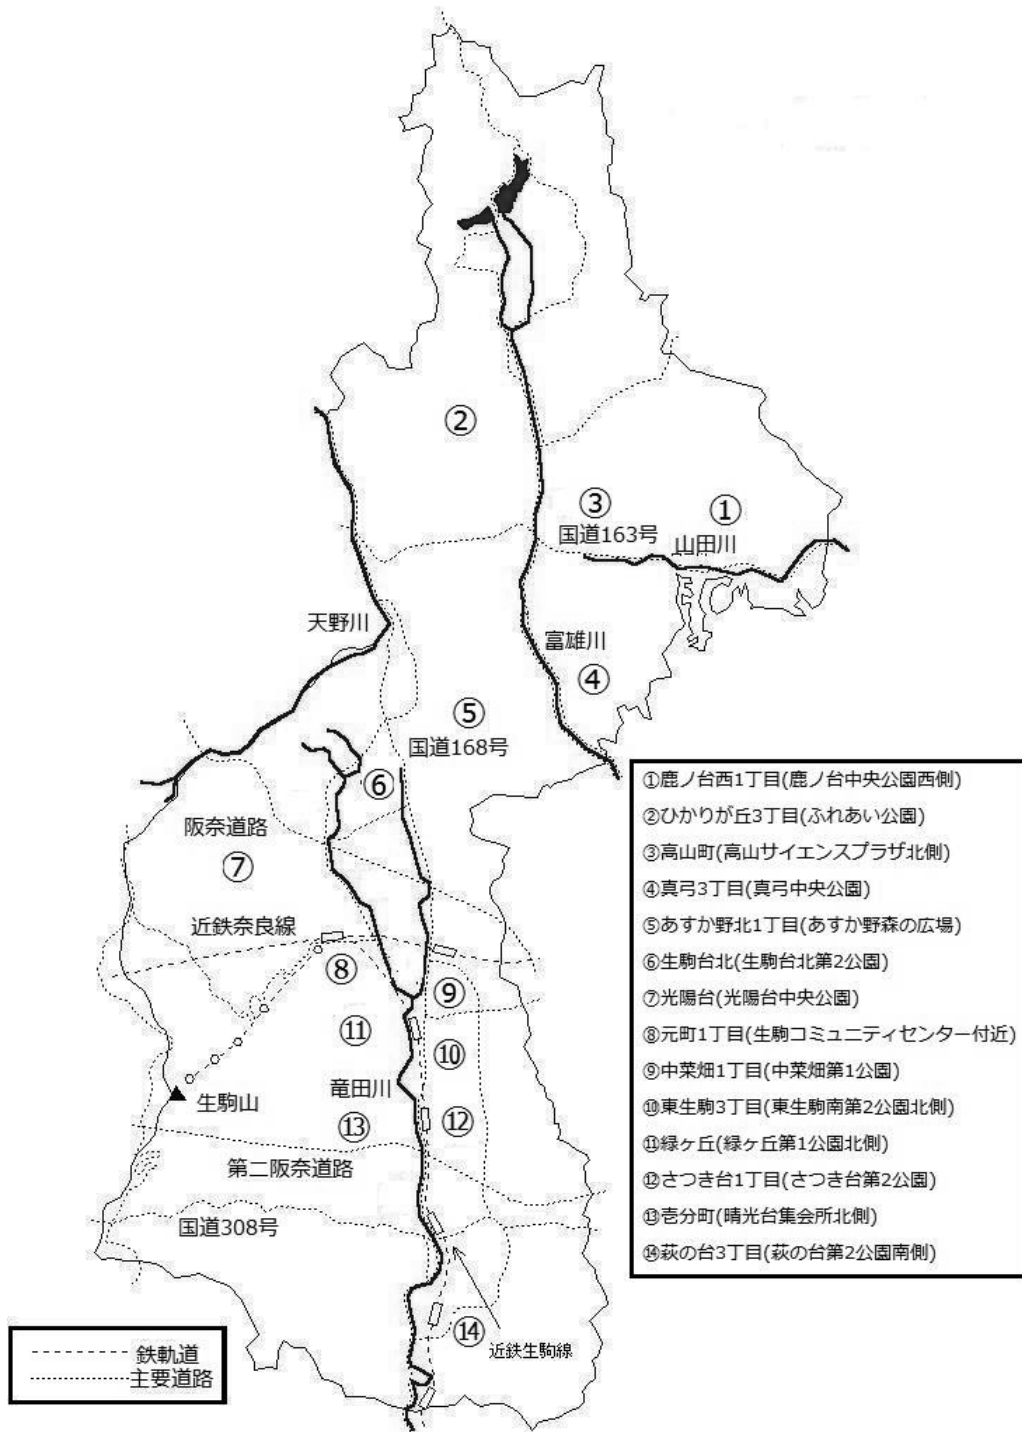 ②
③
①
国道163号
山田川
天野川
富雄川
④
⑤
国道168号
⑥
阪奈道路
⑦
近鉄奈良線
⑧
⑨
⑪
⑩
竜田川
生駒山
⑬
⑫
第二阪奈道路
国道308号
⑭
近鉄生駒線
①鹿ノ台西1丁目(鹿ノ台中央公園西側)
②ひかりが丘3丁目(ふれあい公園)
③高山町(高山サイエンスプラザ北側)
④真弓3丁目(真弓中央公園)
⑤あすか野北1丁目(あすか野森の広場)
⑥生駒台北(生駒台北第2公園)
⑦光陽台(光陽台中央公園)
⑧元町1丁目(生駒コミュニティセンター付近)
⑨中菜畑1丁目(中菜畑第1公園)
⑩東生駒3丁目(東生駒南第2公園北側)
⑪緑ヶ丘(緑ヶ丘第1公園北側)
⑫さつき台1丁目(さつき台第2公園)
⑬壱分町(晴光台集会所北側)
⑭萩の台3丁目(萩の台第2公園南側)
鉄軌道
主要道路